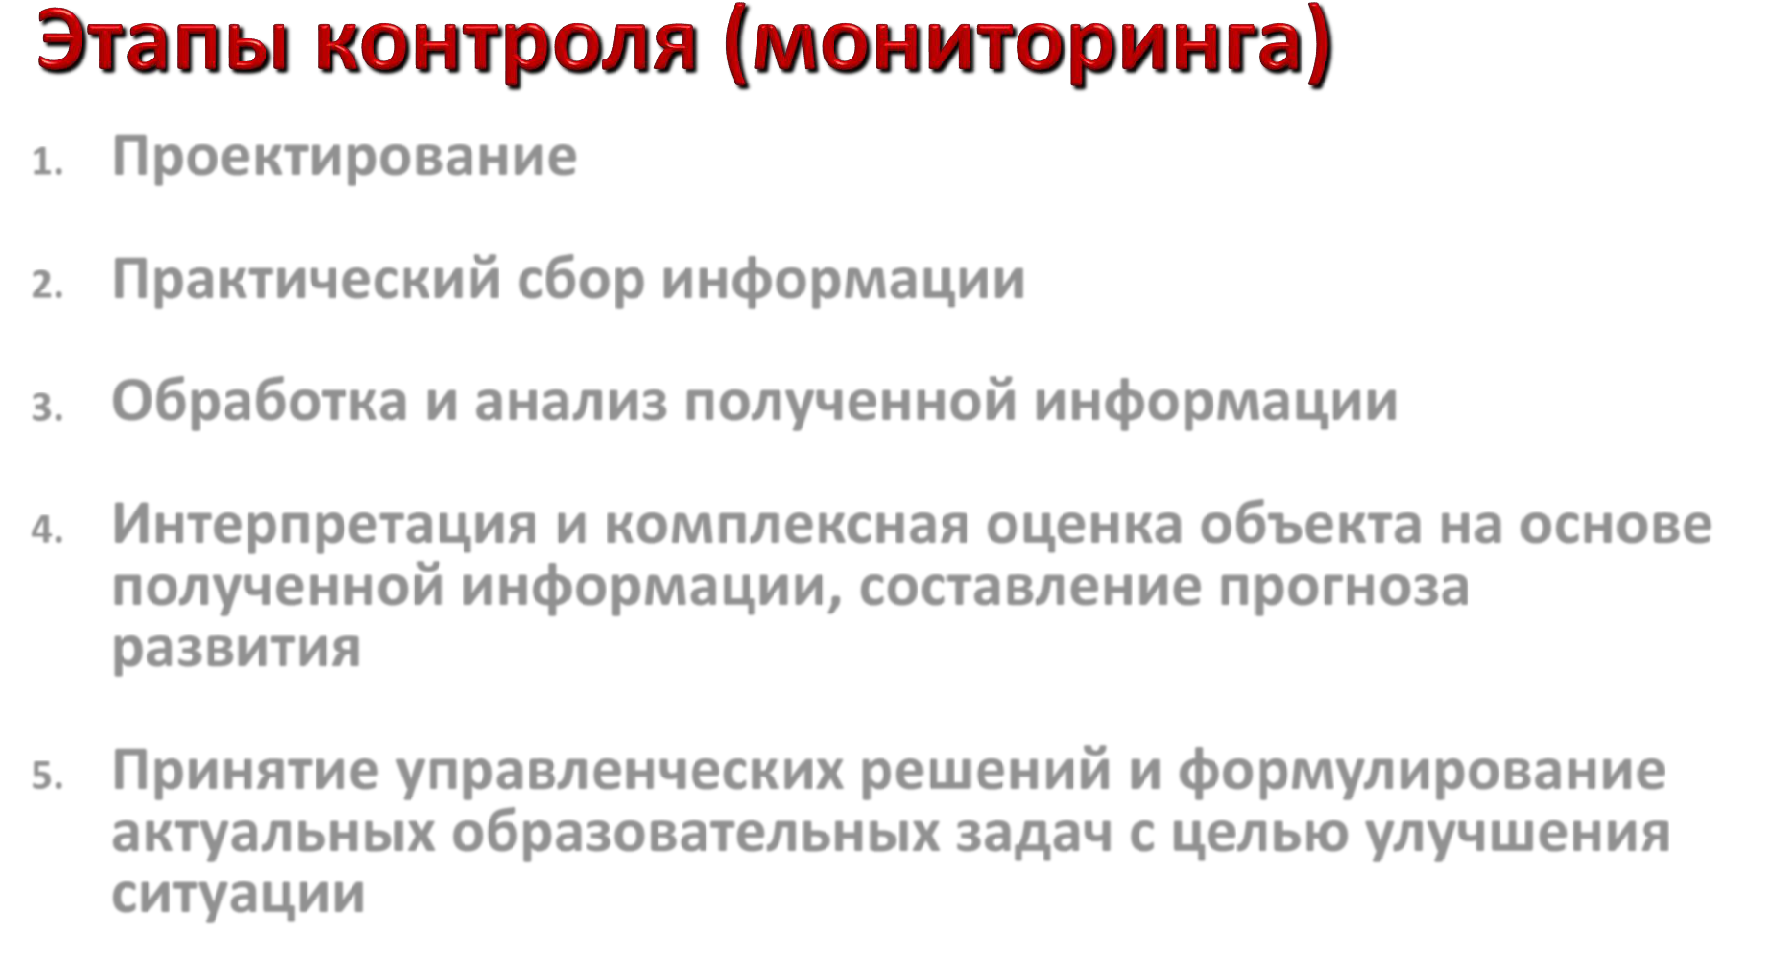 Этапы контроля (мониторинга)
1. Проектирование
2. Практический сбор информации
3. Обработка и анализ полученной информации
4. Интерпретация и комплексная оценка объекта на основе
полученной информации, составление прогноза
развития
5. Принятие управленческих решений и формулирование
актуальных образовательных задач с целью улучшения
ситуации